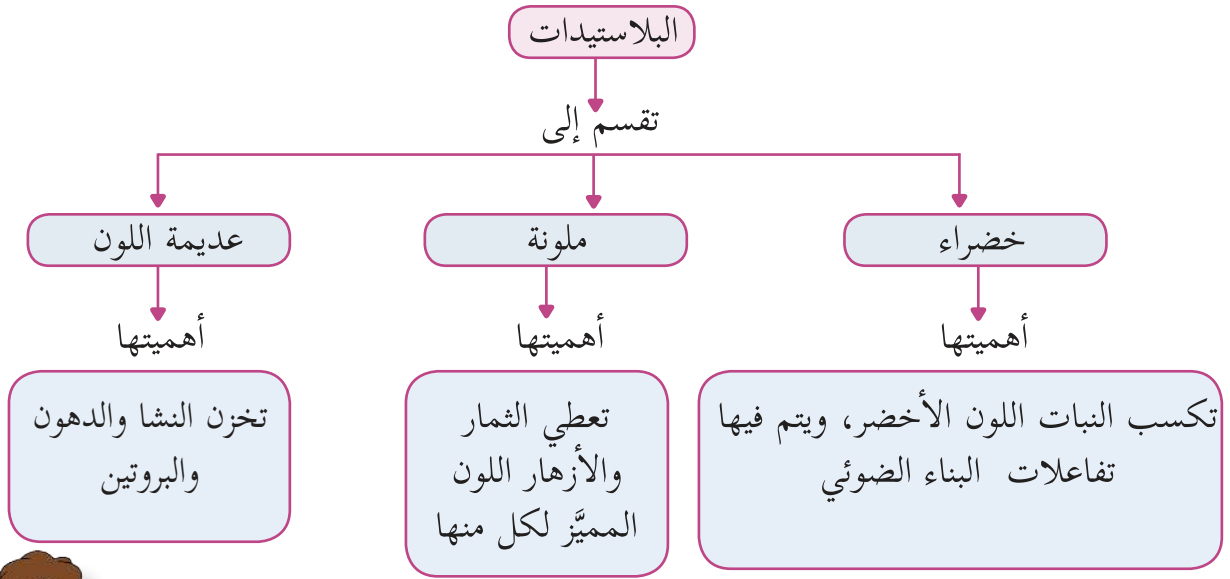 البلاستيدات
تقسم إلى
خضراء
ملونة
عديمة اللون
أهميتها
أهميتها
أهميتها
تكسب النبات اللون الأخضر، ويتم فيها
تفاعلات البناء الضوئي
تعطي الثمار
والأزهار اللون
المميَّز لكل منها
تخزن النشا والدهون
والبروتين